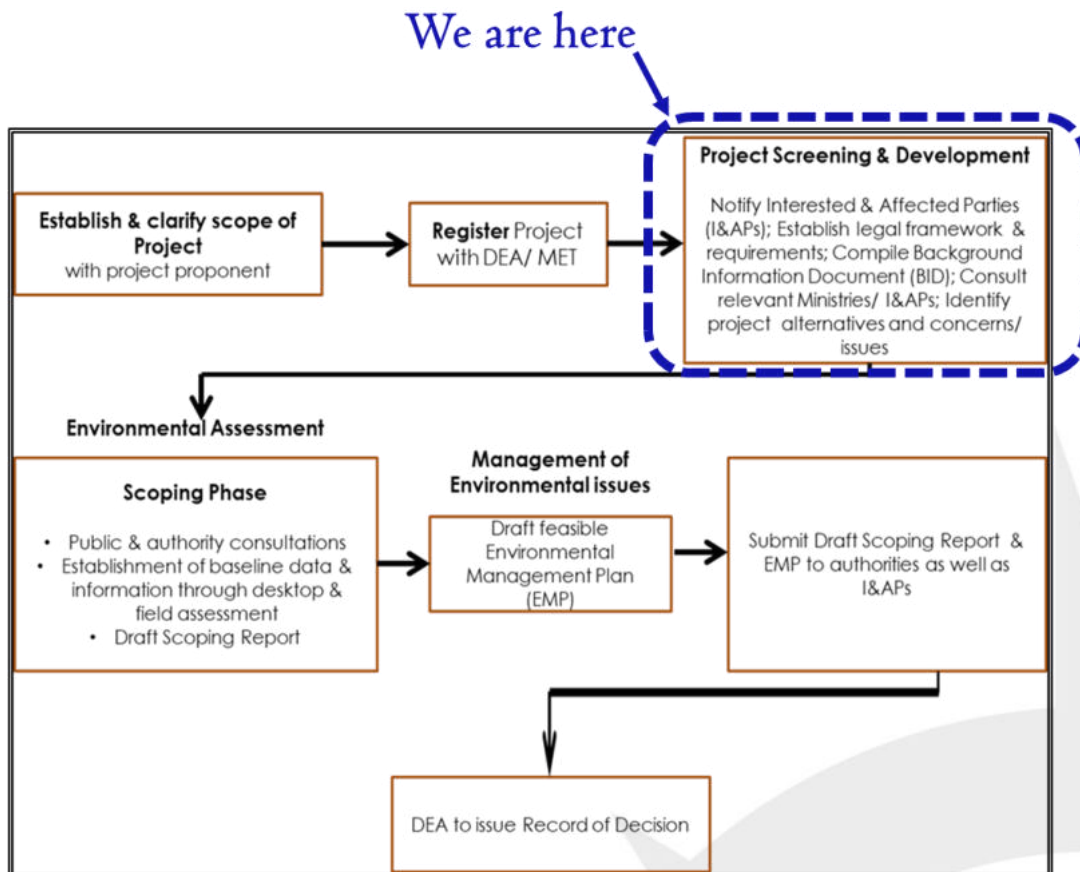 We are here
Establish & clarify scope of
Project
with project proponent
Register Project
with DEA/ MET
Project Screening & Development
Notify Interested & Affected Parties
(I&APs); Establish legal framework &
requirements; Compile Background
Information Document (BID); Consult
relevant Ministries/ I&APs; Identify
project alternatives and concerns/
issues
Environmental Assessment
Scoping Phase
• Public & authority consultations
• Establishment of baseline data &
information through desktop &
field assessment
• Draft Scoping Report
Management of
Environmental issues
Draft feasible
Environmental
Management Plan
(EMP)
Submit Draft Scoping Report &
EMP to authorities as well as
I&APs
DEA to issue Record of Decision